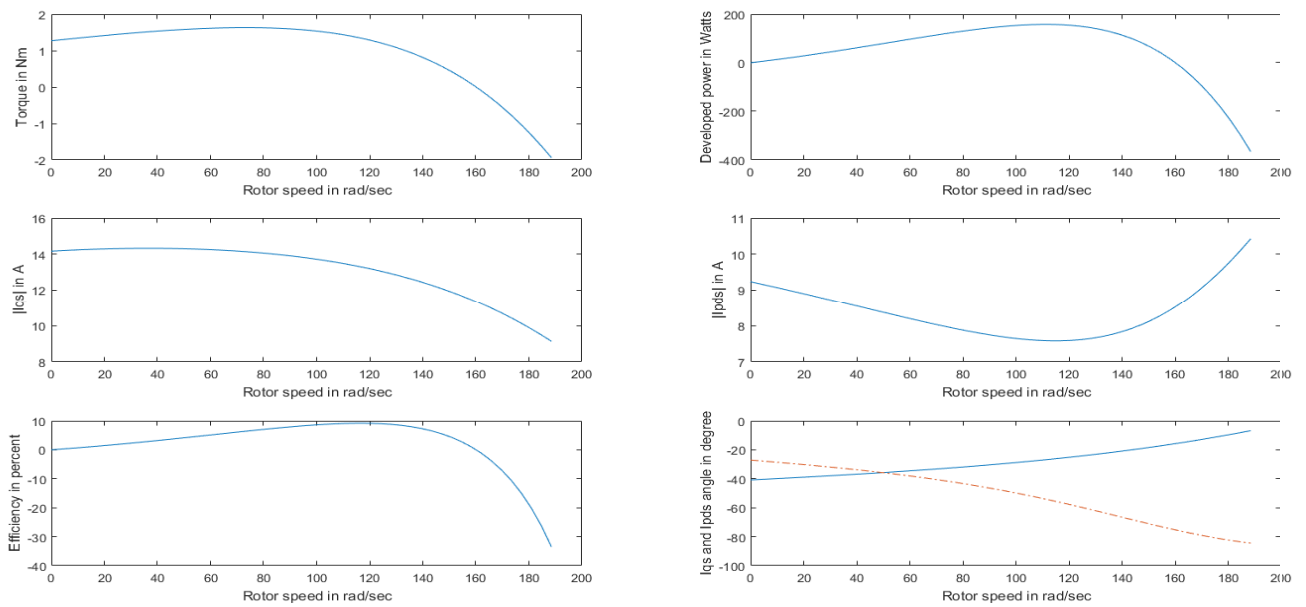 2
1
0
-1
-2
Torque in Nm
0 20 40 60 80 100 120 140 160 180 200
Rotor speed in rad/sec
200
0
-200
-400
Developed power in Watts
0 20 40 60 80 100 120 140 160 180 200
Rotor speed in rad/sec
16
14
12
10
8
|Ics| in A
0 20 40 60 80 100 120 140 160 180 200
Rotor speed in rad/sec
11
10
9
8
7
|Ipds| in A
0 20 40 60 80 100 120 140 160 180 200
Rotor speed in rad/sec
10
0
-10
-20
-30
-40
Efficiency in percent
0 20 40 60 80 100 120 140 160 180 200
Rotor speed in rad/sec
0
-20
-40
-60
-80
-100
Iqs and Ipds angle in degree
0 20 40 60 80 100 120 140 160 180 200
Rotor speed in rad/sec